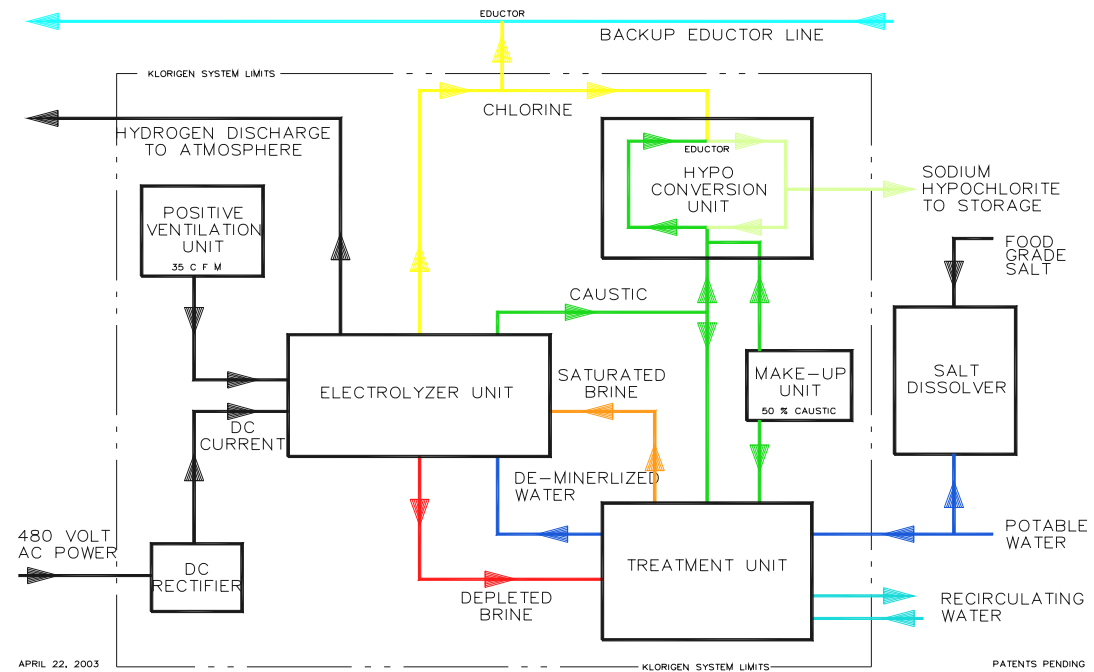 EDUCTOR
BACKUP EDUCTOR LINE
KLORIGEN SYSTEM LIMITS
CHLORINE
HYDROGEN DISCHARGE
TO ATMOSPHERE
EDUCTOR
HYPO
CONVERSION
UNIT
SODIUM
HYPOCHLORITE
TO STORAGE
POSITIVE
VENTILATION
UNIT
35 C F M
FOOD
GRADE
SALT
CAUSTIC
ELECTROLYZER UNIT
SATURATED
BRINE
MAKE-UP
UNIT
50 % CAUSTIC
SALT
DISSOLVER
DC
CURRENT
DE-MINERLIZED
WATER
480 VOLT
AC POWER
DC
RECTIFIER
TREATMENT UNIT
POTABLE
WATER
DEPLETED
BRINE
RECIRCULATING
WATER
APRIL 22, 2003
KLORIGEN SYSTEM LIMITS
PATENTS PENDING